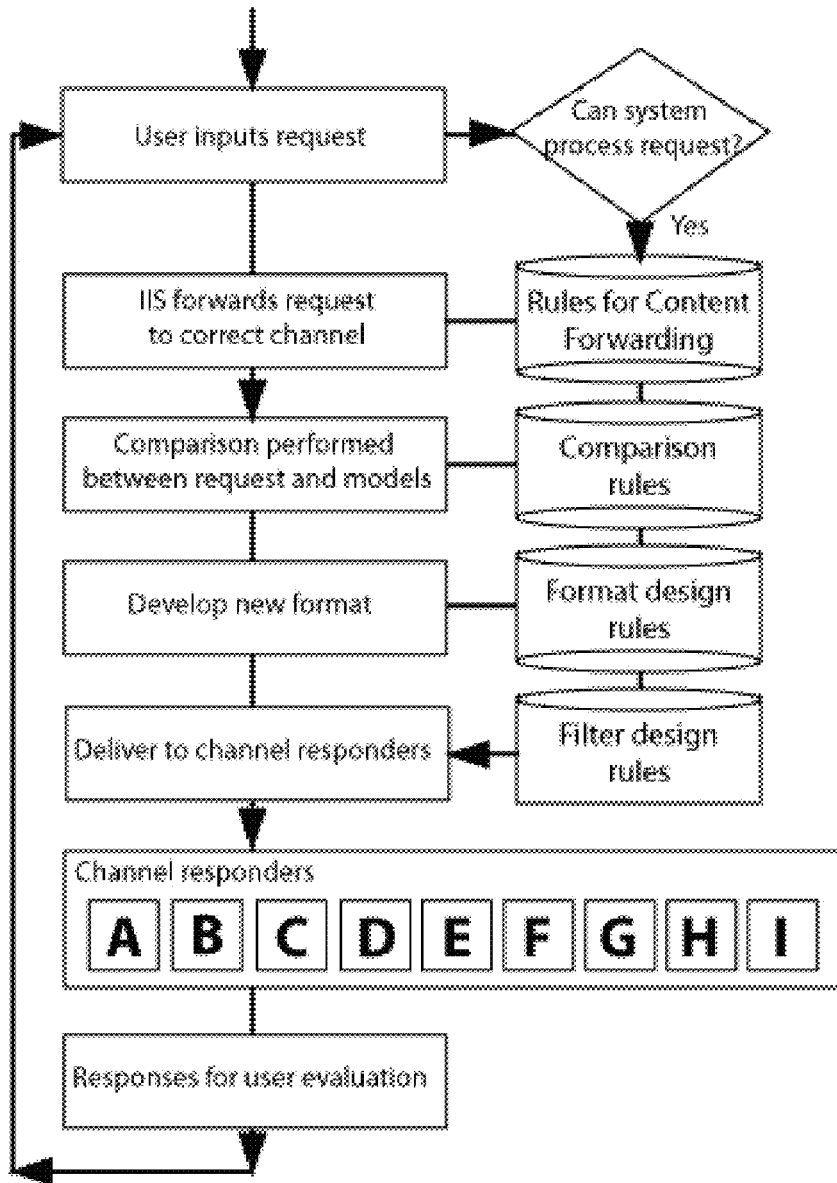 User inputs request
Can system
process request?
Yes
IIS forwards request
to correct channel
Rules for Content
Forwarding
Comparison performed
between request and models
Comparison
rules
Develop new format
Format design
rules
Deliver to channel responders
Filter design
rules
Channel responders
A B C D E F G H I
Responses for user evaluation